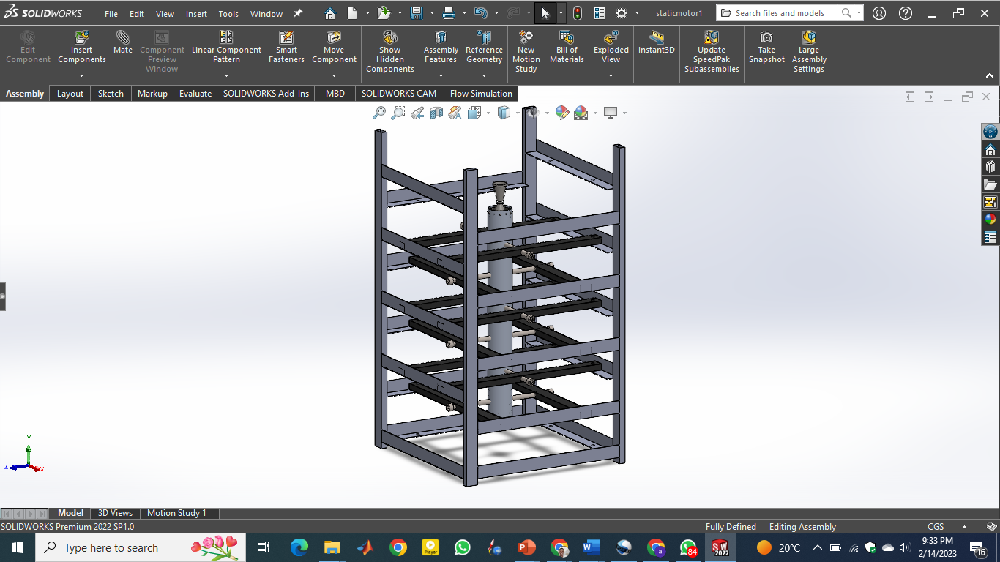 SOLIDWORKS
File Edit View Insert Tools Window
staticmotor1
Search files and models
Edit Component
Insert Components
Mate
Component Preview Window
Linear Component Pattern
Smart Fasteners
Move Component
Show Hidden Components
Assembly Features
Reference Geometry
New Motion Study
Bill of Materials
Exploded View
Instant3D
Update SpeedPak Subassemblies
Take Snapshot
Large Assembly Settings
Assembly Layout Sketch Markup Evaluate SOLIDWORKS Add-Ins MBD SOLIDWORKS CAM Flow Simulation
Y
Z
X
Model 3D Views Motion Study 1
SOLIDWORKS Premium 2022 SP1.0
Fully Defined Editing Assembly CGS
Type here to search
Player
84
SW 2022
20°C
9:33 PM
2/14/2023
16